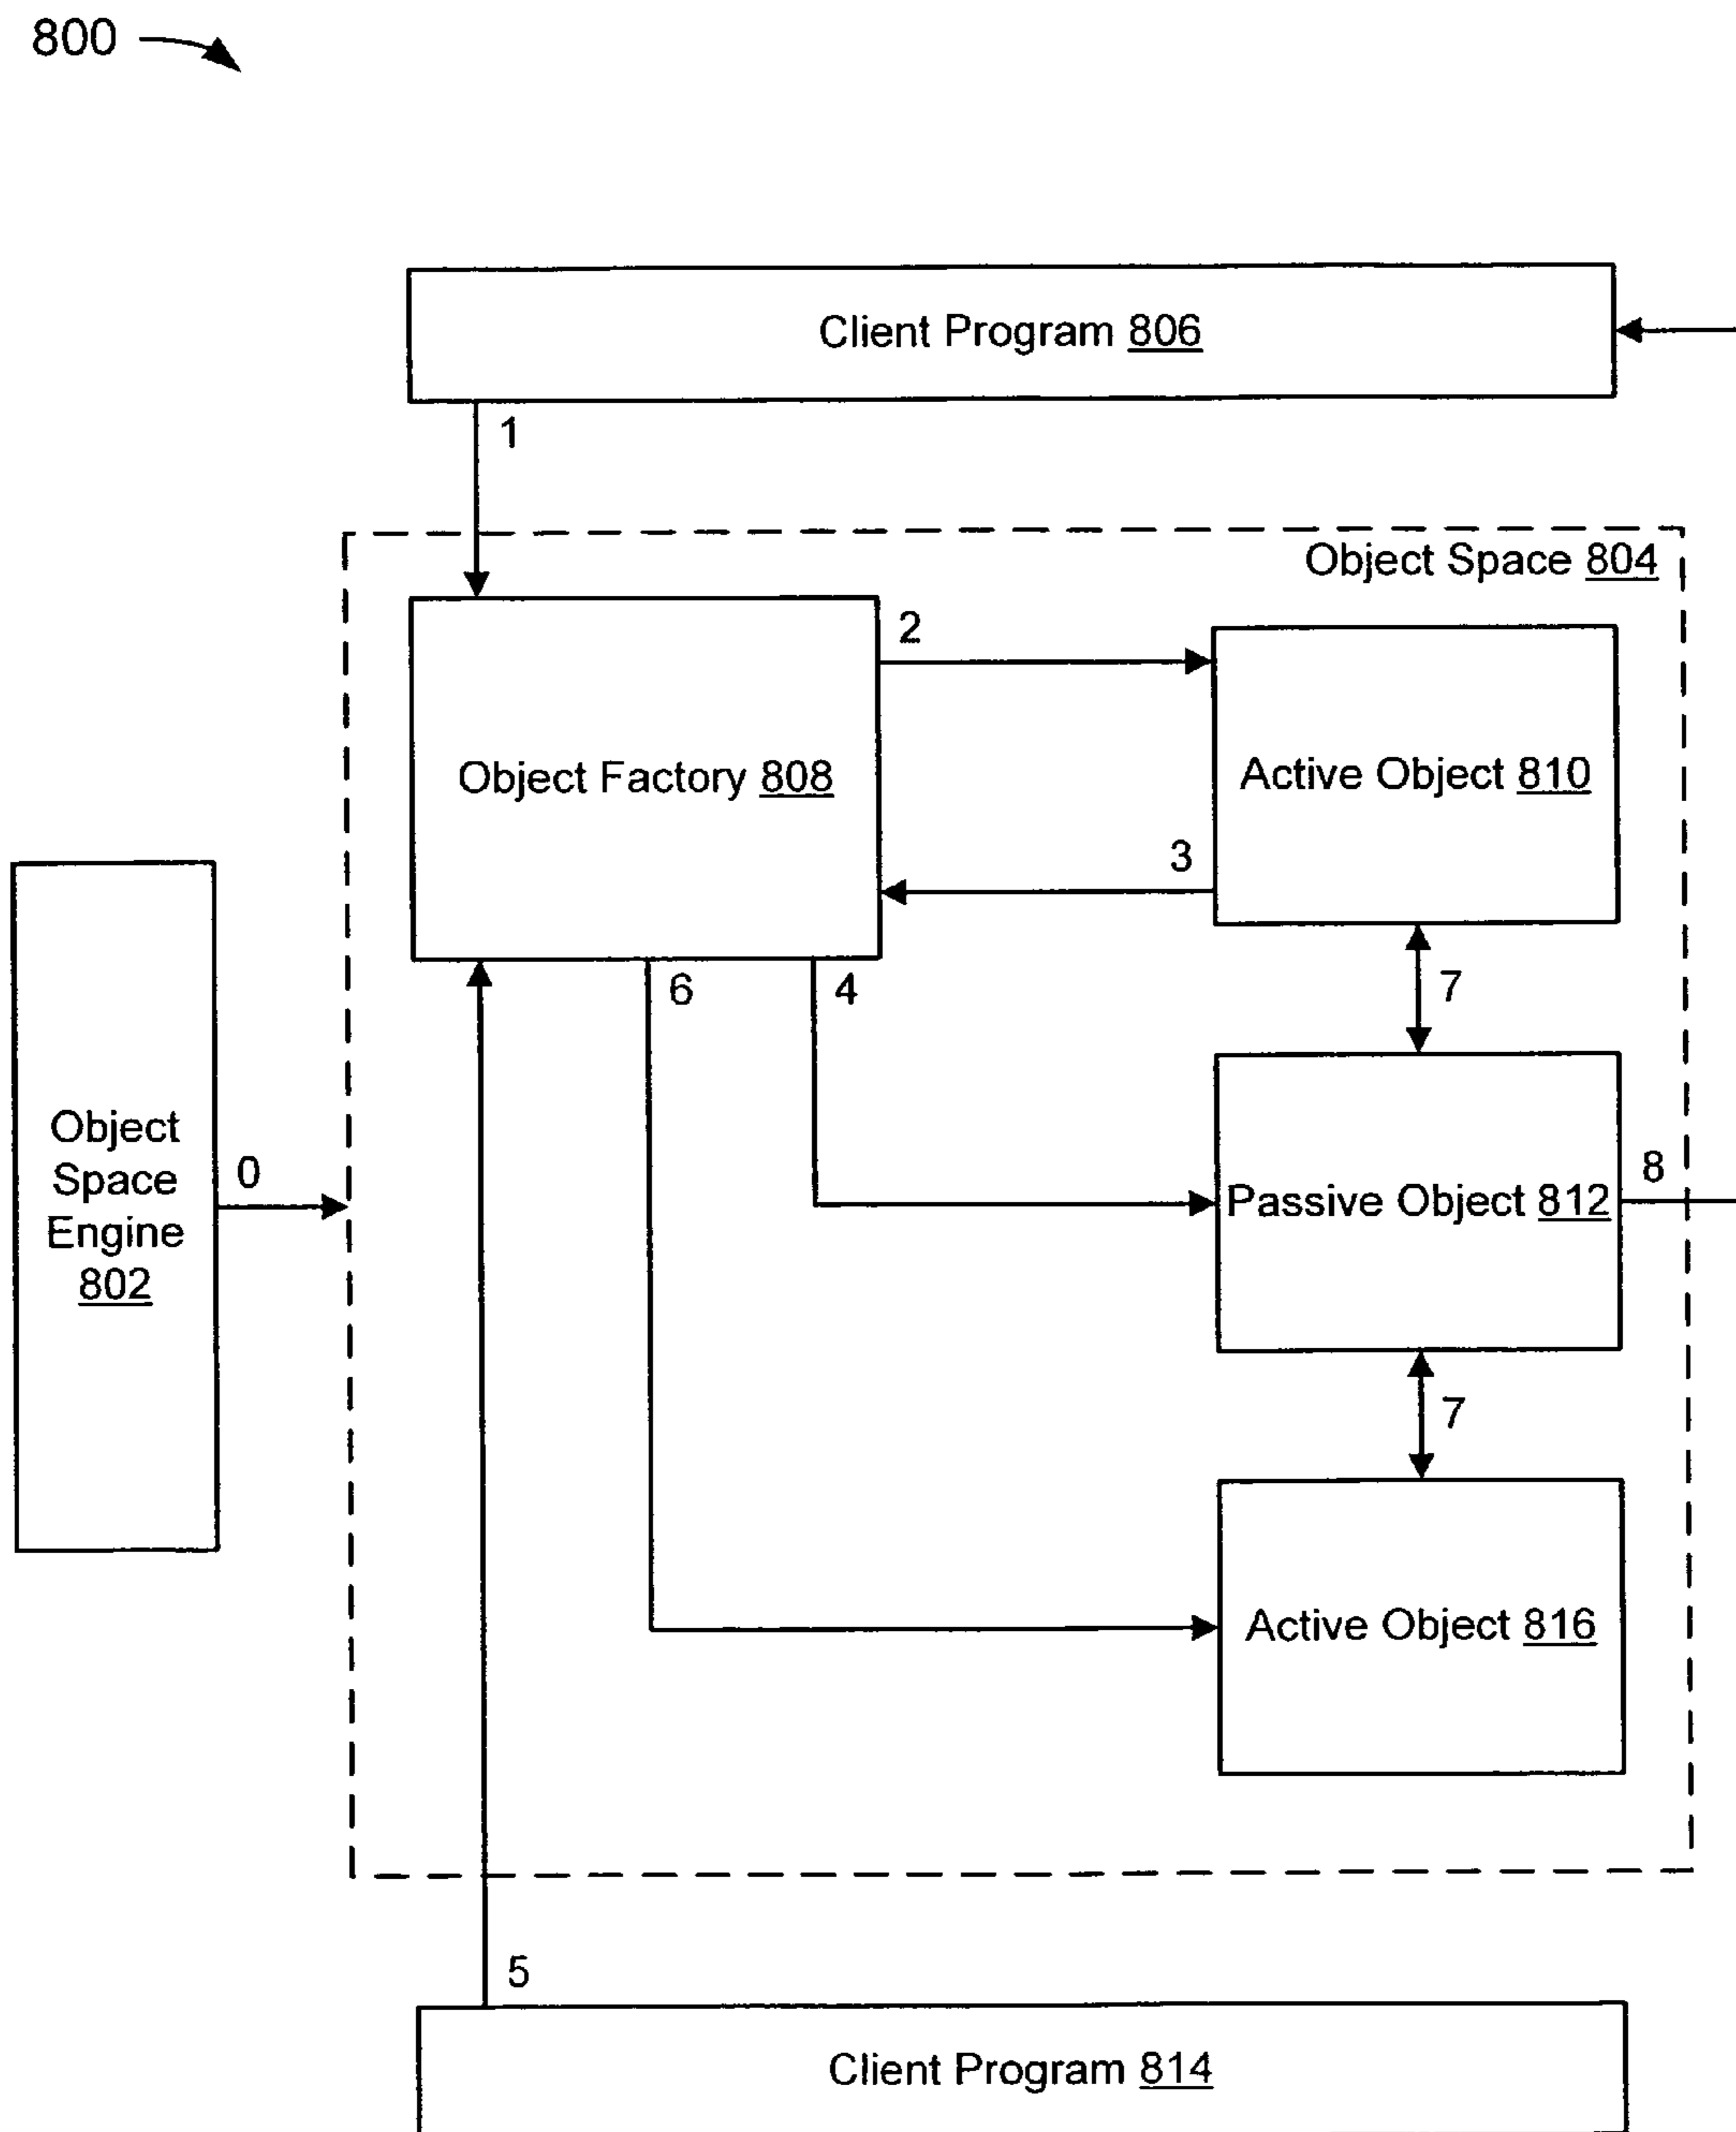 800
Client Program 806
1
Object Space 804
2
Object Factory 808
Active Object 810
3
6
4
7
Object
Space
Engine
802
0
Passive Object 812
8
7
Active Object 816
5
Client Program 814